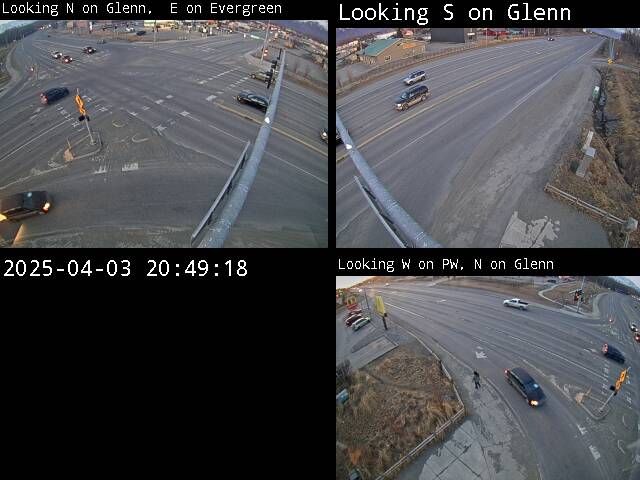 Looking N on Glenn, E on Evergreen
Looking S on Glenn
2025-04-03 20:49:18
Looking W on PW, N on Glenn